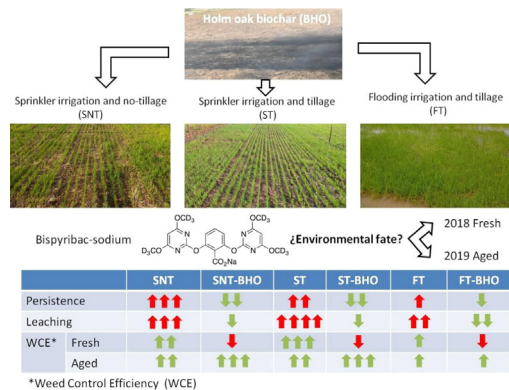 Holm oak biochar (BHO)
Sprinkler irrigation and no-tillage
(SNT)
Sprinkler irrigation and tillage
(ST)
Flooding irrigation and tillage
(FT)
Bispyribac-sodium
OCD3
OCD3
N
N
N
N
D3CO
O
O
OCD3
CO2Na
¿Environmental fate?
2018 Fresh
2019 Aged
SNT SNT-BHO ST ST-BHO FT FT-BHO
Persistence
Leaching
WCE* Fresh
Aged
*Weed Control Efficiency (WCE)